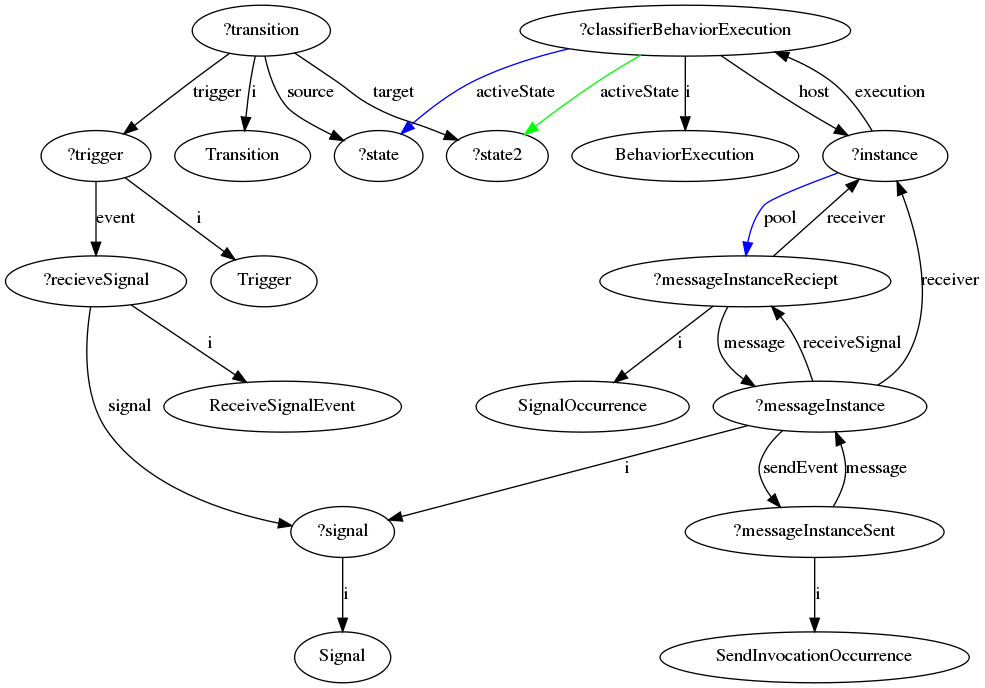 ?transition
?classifierBehaviorExecution
trigger
i
source
target
activeState
activeState
i
host
execution
?trigger
Transition
?state
?state2
BehaviorExecution
?instance
event
i
pool
receiver
?recieveSignal
Trigger
?messageInstanceReciept
receiver
i
i
message
receiveSignal
signal
ReceiveSignalEvent
SignalOccurrence
?messageInstance
i
sendEvent
message
?signal
?messageInstanceSent
i
i
Signal
SendInvocationOccurrence